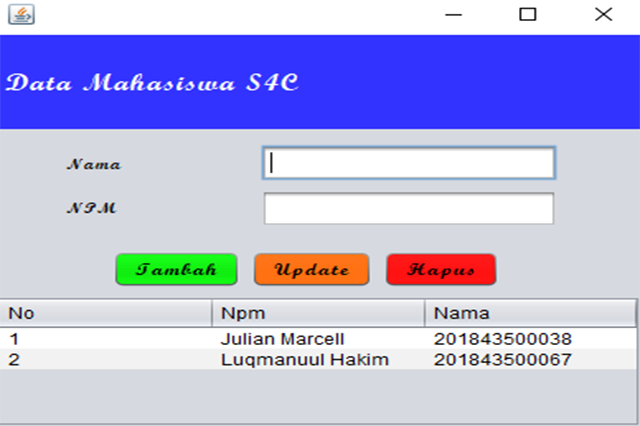 Data Mahasiswa S4C
Nama
NPM
Tambah Update Hapus
No Npm Nama
1 Julian Marcell 201843500038
2 Luqmanuul Hakim 201843500067